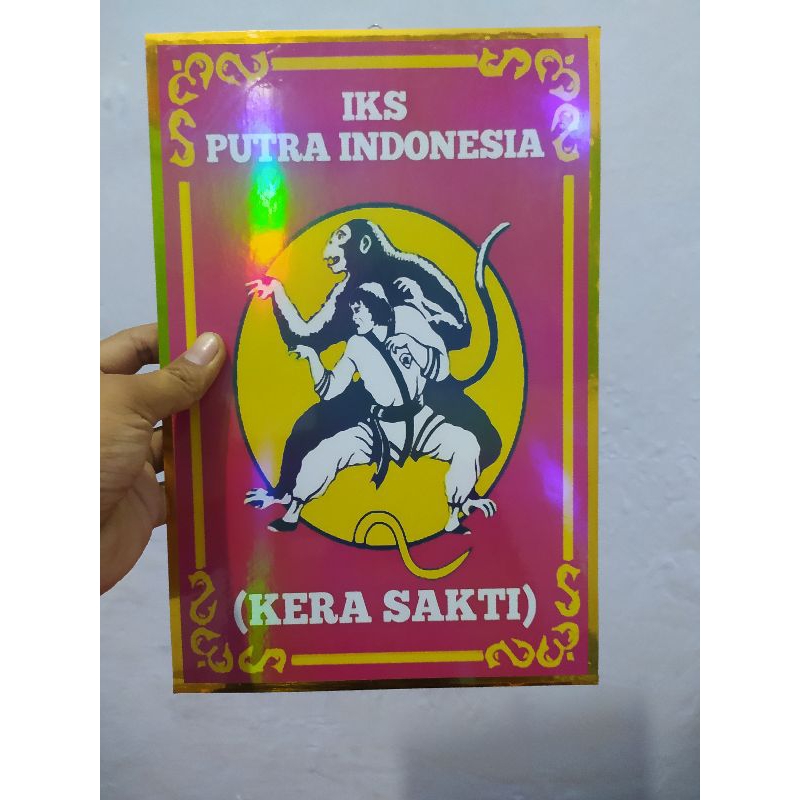 IKS
PUTRA INDONESIA
(KERA SAKTI)